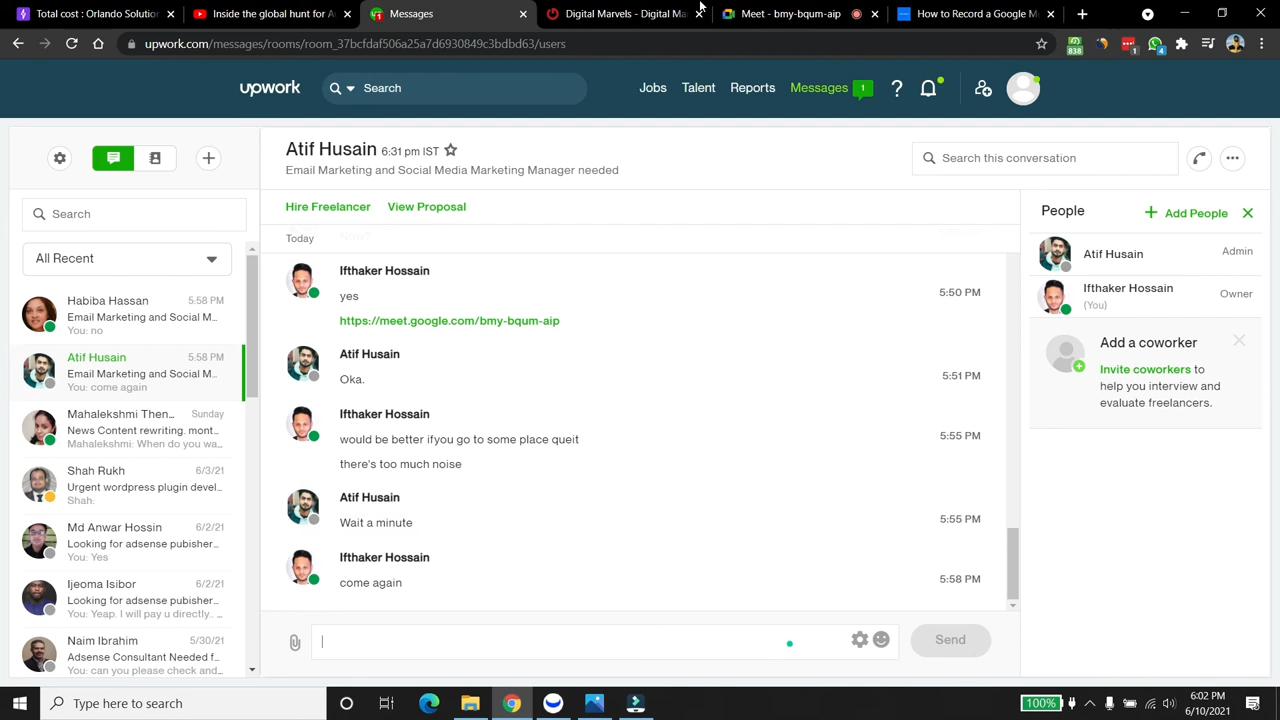 Total: 6 - Orlando Solution
Inside the global hunt for A
Messages
Digital Marvels - Digital Ma
Meet - bmy-bqum-aip
How to Record a Google M
upwork.com/messages/rooms/room_37bcfdaf506a25a7d6930849c3bdbd63/users
838
1
4
upwork
Search
Jobs
Talent
Reports
Messages
1
Atif Husain 6:31 pm IST
Email Marketing and Social Media Marketing Manager needed
Search this conversation
Search
All Recent
Habiba Hassan 5:58 PM
Email Marketing and Social M...
You: no
Atif Husain 5:58 PM
Email Marketing and Social M...
You: come again
Mahalekshmi Then... Sunday
News Content rewriting. mont...
Mahalekshmi: When do you wa...
Shah Rukh 6/3/21
Urgent wordpress plugin devel...
Shah:
Md Anwar Hossin 6/2/21
Looking for adsense pubisher...
You: Yes
Ijeoma Isibor 6/2/21
Looking for adsense pubisher...
You: Yeap. I will pay u directly.. ..
Naim Ibrahim 5/30/21
Adsense Consultant Needed f...
You: can you please check and...
Hire Freelancer
View Proposal
Today
Now?
Ifthaker Hossain
yes
5:50 PM
https://meet.google.com/bmy-bqum-aip
Atif Husain
Oka.
5:51 PM
Ifthaker Hossain
would be better ifyou go to some place queit
5:55 PM
there's too much noise
Atif Husain
Wait a minute
5:55 PM
Ifthaker Hossain
come again
5:58 PM
Send
People
Add People
Atif Husain
Admin
Ifthaker Hossain
(You)
Owner
Add a coworker
Invite coworkers to
help you interview and
evaluate freelancers.
Type here to search
100%
6:02 PM
6/10/2021